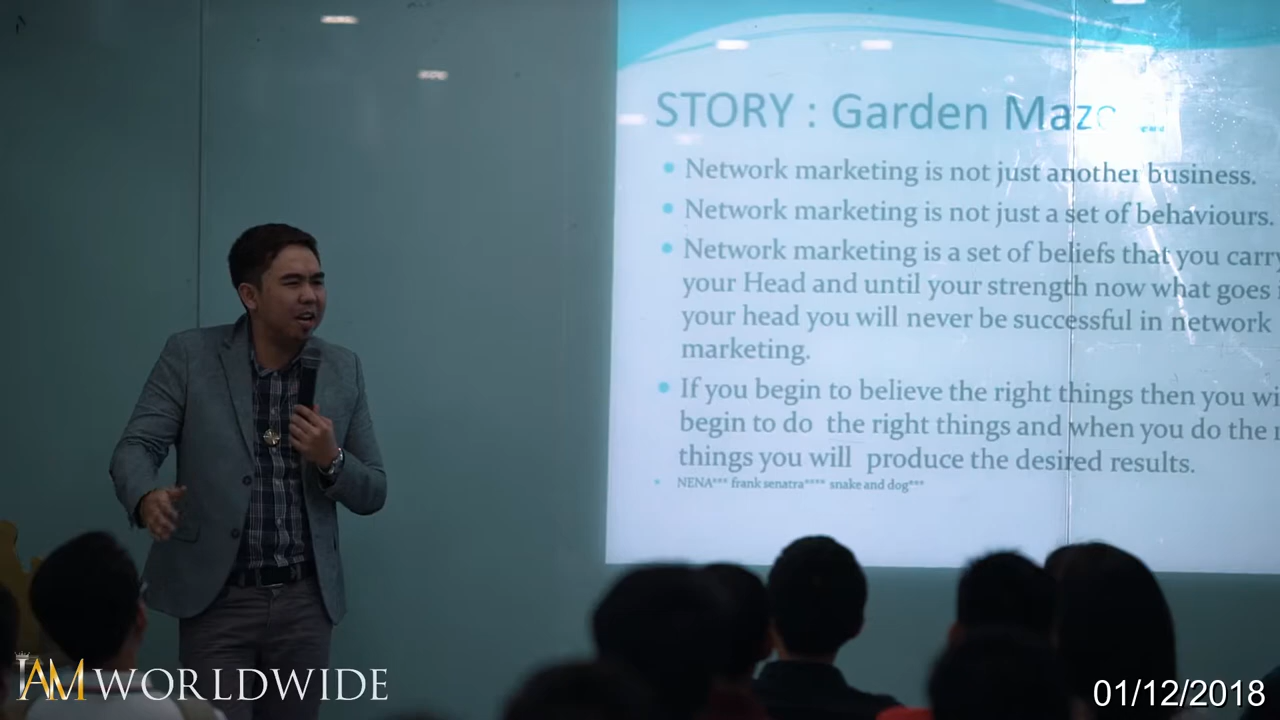 STORY : Garden Maze
Network marketing is not just another business.
Network marketing is not just a set of behaviours.
Network marketing is a set of beliefs that you carry
your Head and until your strength now what goes
your head you will never be successful in network
marketing.
If you begin to believe the right things then you
begin to do the right things and when you do the
things you will produce the desired results.
NENA*** frank senatra**** snake and dog***
IAM WORLDWIDE
01/12/2018